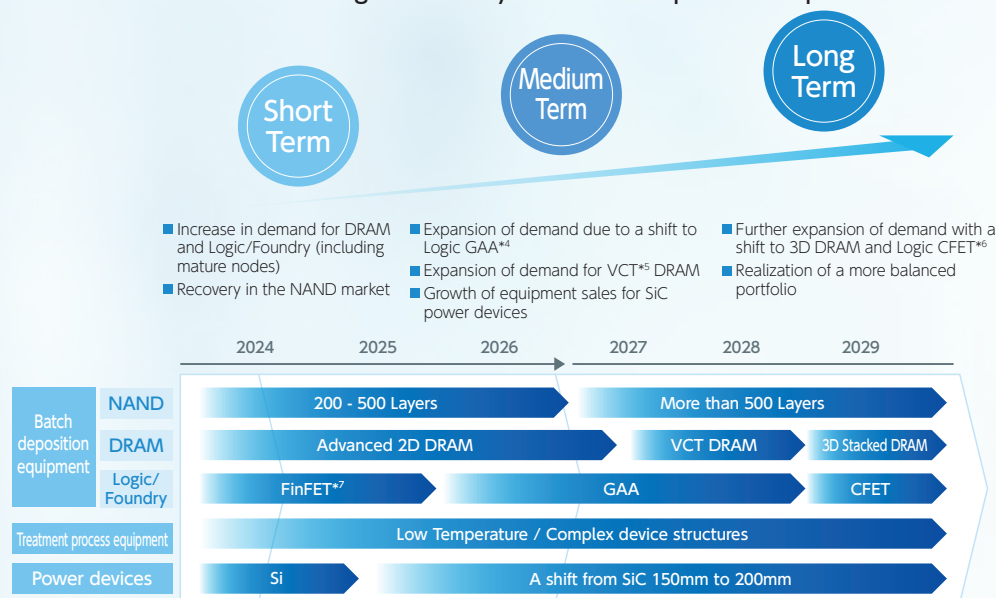 Short
Term
Medium
Term
Long
Term
■ Increase in demand for DRAM
and Logic/Foundry (including
mature nodes)
■ Recovery in the NAND market
■ Expansion of demand due to a shift to
Logic GAA*4
■ Expansion of demand for VCT*5 DRAM
■ Growth of equipment sales for SiC
power devices
■ Further expansion of demand with a
shift to 3D DRAM and Logic CFET*6
■ Realization of a more balanced
portfolio
2024 2025 2026 2027 2028 2029
Batch
deposition
equipment
NAND
200 - 500 Layers
More than 500 Layers
DRAM
Advanced 2D DRAM
VCT DRAM
3D Stacked DRAM
Logic/
Foundry
FinFET*7
GAA
CFET
Treatment process equipment
Low Temperature / Complex device structures
Power devices
Si
A shift from SiC 150mm to 200mm